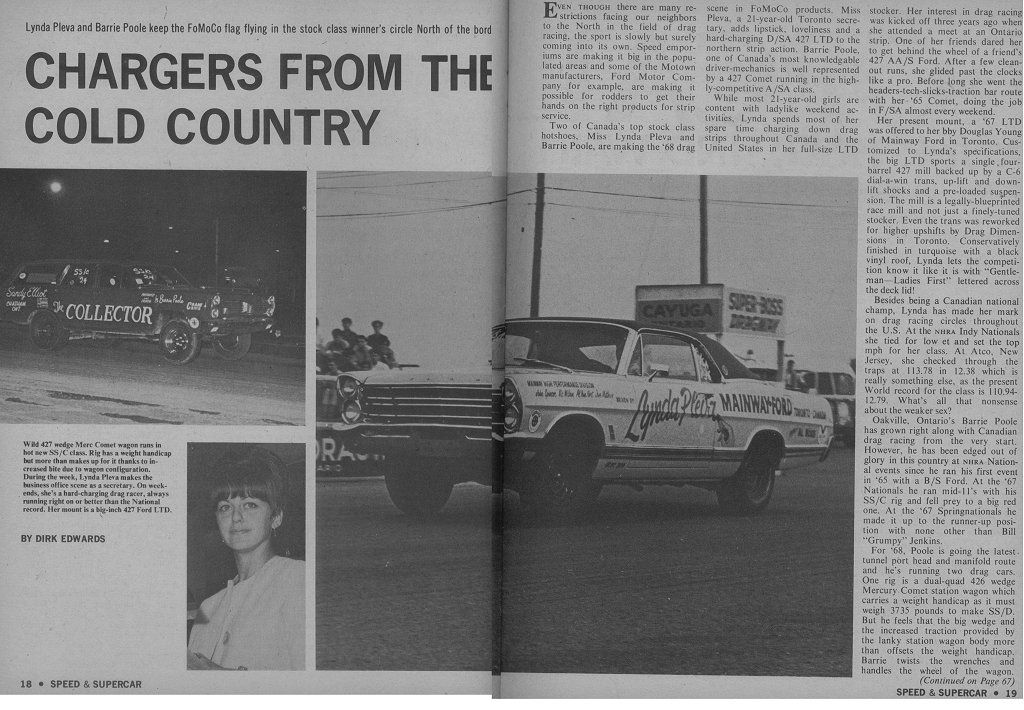 Lynda Pleva and Barrie Poole keep the FoMoCo flag flying in the stock class winner's circle North of the bord
CHARGERS FROM THE
COLD COUNTRY
SS/C
Sandy Elliot
CHATHAM
ONT
The COLLECTOR
Barrie Poole
Wild 427 wedge Merc Comet wagon runs in
hot new SS/C class. Rig has a weight handicap
but more than makes up for it thanks to in-
creased bite due to wagon configuration.
During the week, Lynda Pleva makes the
business office scene as a secretary. On week-
ends, she's a hard-charging drag racer, always
running right on or better than the National
record. Her mount is a big-inch 427 Ford LTD.
BY DIRK EDWARDS
18 • SPEED & SUPERCAR
CAYUGA
ONTARIO
SUPER-BOSS
DRAGWAY
DRAG
ARIO
MAINWAY HIGH PERFORMANCE DIVISION
DRIVEN BY
Lynda Pleva
MAINWAY-FORD
TORONTO CANADA
EVEN THOUGH there are many re-
strictions facing our neighbors
to the North in the field of drag
racing, the sport is slowly but surely
coming into its own. Speed empor-
iums are making it big in the popu-
lated areas and some of the Motown
manufacturers, Ford Motor Com-
pany for example, are making it
possible for rodders to get their
hands on the right products for strip
service.
Two of Canada's top stock class
hotshoes, Miss Lynda Pleva and
Barrie Poole, are making the '68 drag
scene in FoMoCo products. Miss
Pleva, a 21-year-old Toronto secre-
tary, adds lipstick, loveliness and a
hard-charging D/SA 427 LTD to the
northern strip action. Barrie Poole,
one of Canada's most knowledgable
driver-mechanics is well represented
by a 427 Comet running in the high-
ly-competitive A/SA class.
While most 21-year-old girls are
content with ladylike weekend ac-
tivities, Lynda spends most of her
spare time charging down drag
strips throughout Canada and the
United States in her full-size LTD
stocker. Her interest in drag racing
was kicked off three years ago when
she attended a meet at an Ontario
strip. One of her friends dared her
to get behind the wheel of a friend's
427 AA/S Ford. After a few clean-
out runs, she glided past the clocks
like a pro. Before long she went the
headers-tech-slicks-traction bar route
with her '65 Comet, doing the job
in F/SA almost every weekend.
Her present mount, a '67 LTD
was offered to her bby Douglas Young
of Mainway Ford in Toronto. Cus-
tomized to Lynda's specifications,
the big LTD sports a single four-
barrel 427 mill backed up by a C-6
dial-a-win trans, up-lift and down-
lift shocks and a pre-loaded suspen-
sion. The mill is a legally-blueprinted
race mill and not just a finely-tuned
stocker. Even the trans was reworked
for higher upshifts by Drag Dimen-
sions in Toronto. Conservatively
finished in turquoise with a black
vinyl roof, Lynda lets the competi-
tion know it like it is with "Gentle-
man—Ladies First" lettered across
the deck lid!
Besides being a Canadian national
champ, Lynda has made her mark
on drag racing circles throughout
the U.S. At the NHRA Indy Nationals
she tied for low et and set the top
mph for her class. At Atco, New
Jersey, she checked through the
traps at 113.78 in 12.38 which is
really something else, as the present
World record for the class is 110.94-
12.79. What's all that nonsense
about the weaker sex?
Oakville, Ontario's Barrie Poole
has grown right along with Canadian
drag racing from the very start.
However, he has been edged out of
glory in this country at NHRA Nation-
al events since he ran his first event
in '65 with a B/S Ford. At the '67
Nationals he ran mid-11's with his
SS/C rig and fell prey to a big red
one. At the '67 Springnationals he
made it up to the runner-up posi-
tion with none other than Bill
"Grumpy" Jenkins.
For '68, Poole is going the latest
tunnel port head and manifold route
and he's running two drag cars.
One rig is a dual-quad 426 wedge
Mercury Comet station wagon which
carries a weight handicap as it must
weigh 3735 pounds to make SS/D.
But he feels that the big wedge and
the increased traction provided by
the lanky station wagon body more
than offsets the weight handicap.
Barrie twists the wrenches and
handles the wheel of the wagon.
(Continued on Page 67)
SPEED & SUPERCAR • 19